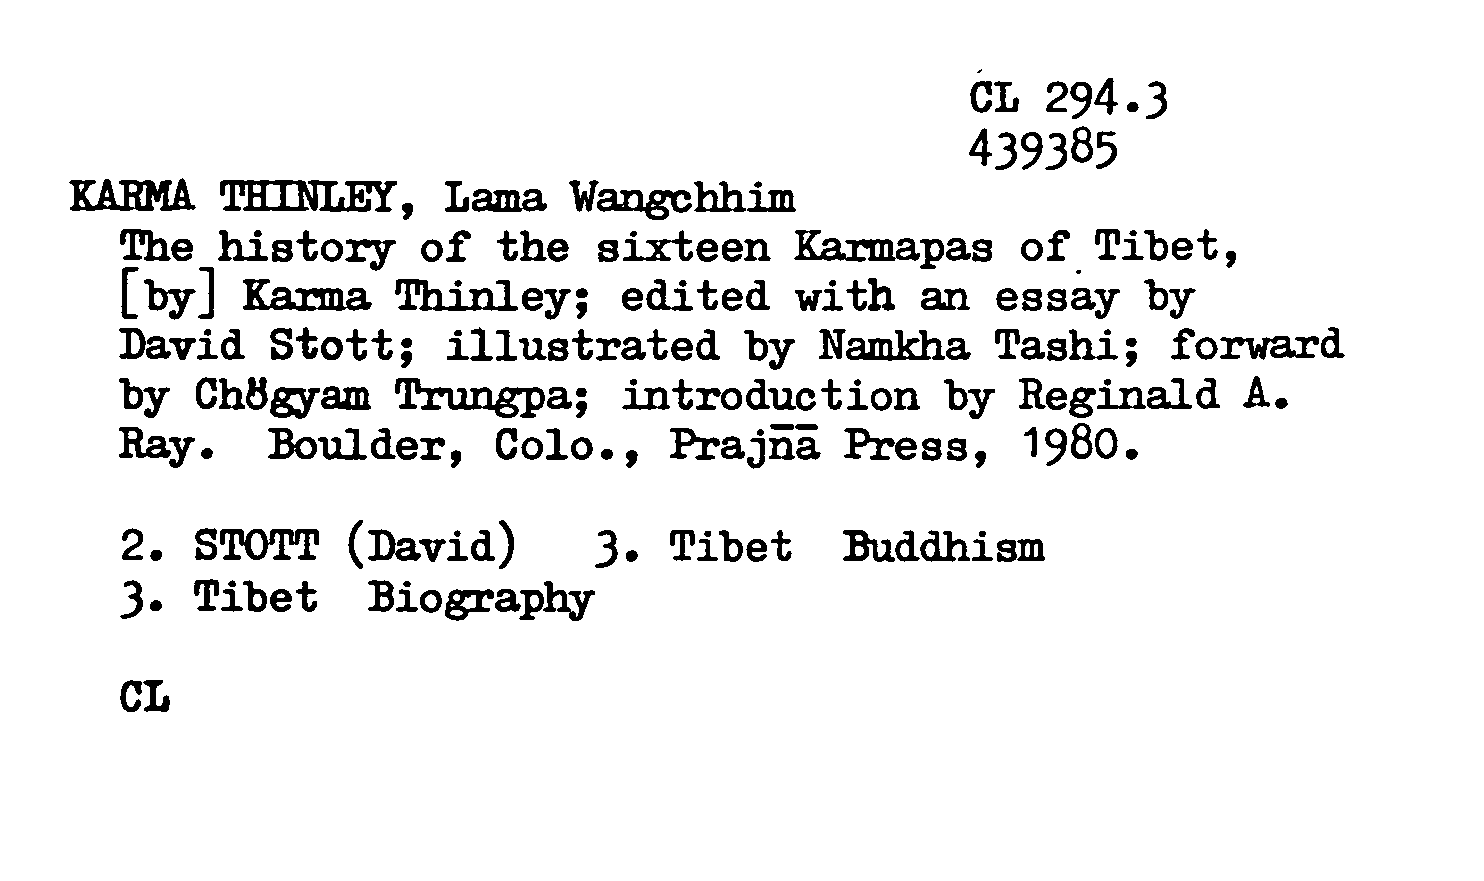 CL 294.3
439385
KARMA THINLEY, Lama Wangchhim
The history of the sixteen Karmapas of Tibet,
[by] Karma Thinley; edited with an essay by
David Stott; illustrated by Namkha Tashi; forward
by Chögyam Trungpa; introduction by Reginald A.
Ray. Boulder, Colo., Prajn̄ā Press, 1980.
2. STOTT (David) 3. Tibet Buddhism
3. Tibet Biography
CL